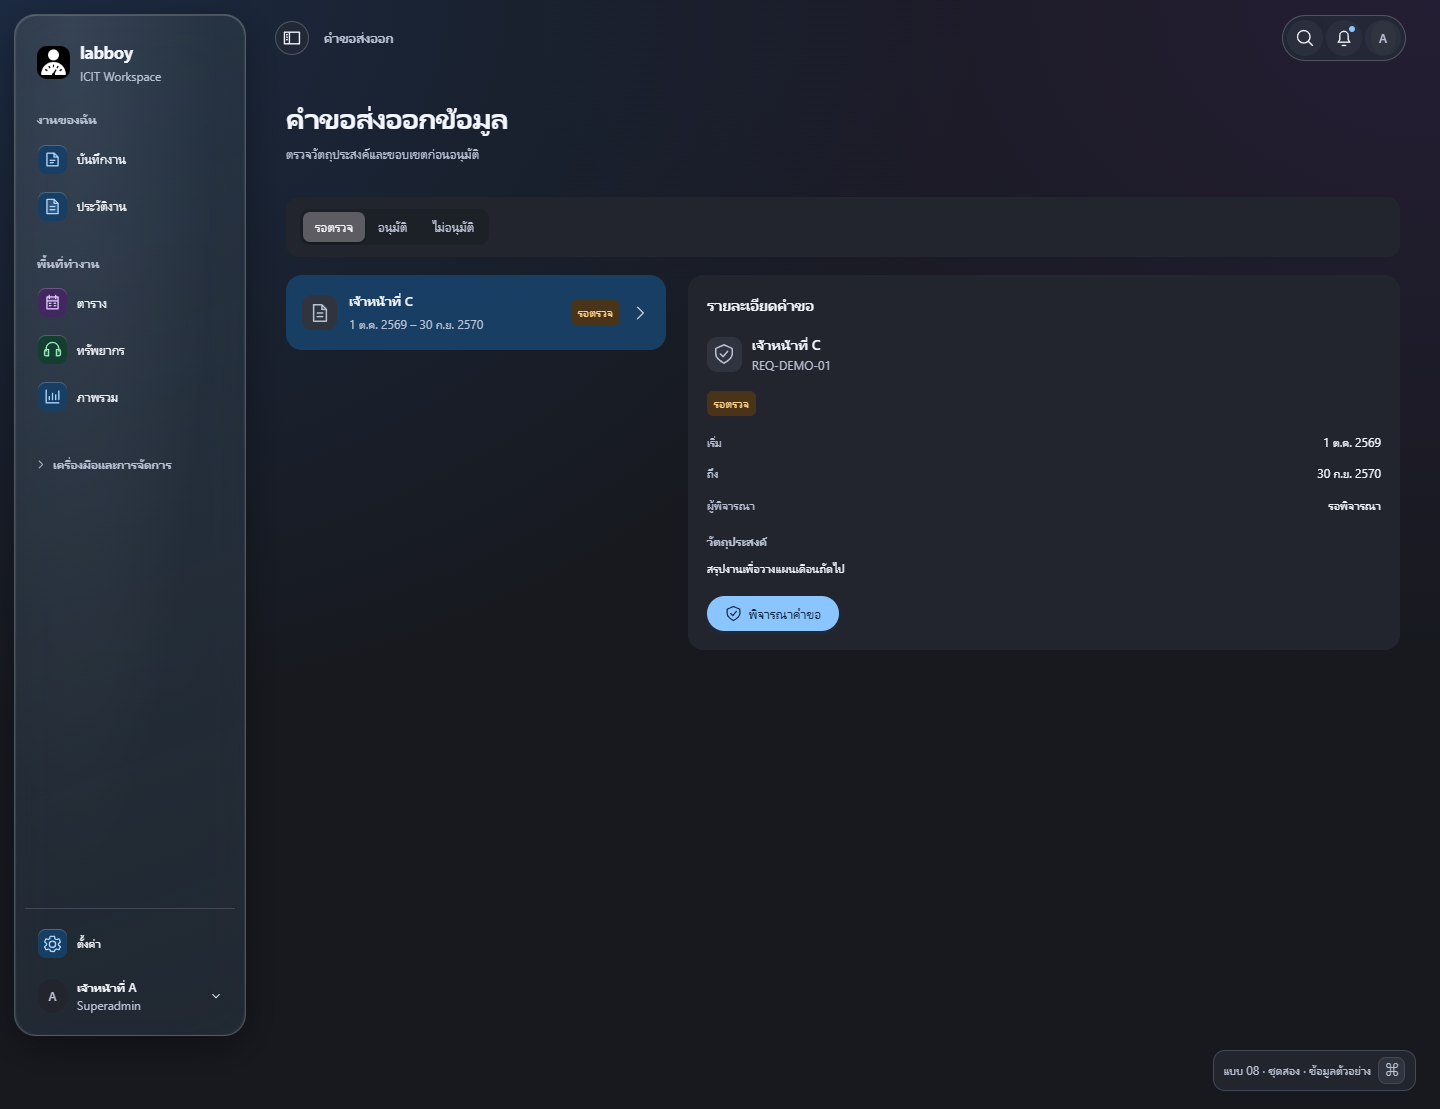 labboy
ICIT Workspace
งานของฉัน
บันทึกงาน
ประวัติงาน
พื้นที่ทำงาน
ตาราง
ทรัพยากร
ภาพรวม
เครื่องมือและการจัดการ
ตั้งค่า
A
เจ้าหน้าที่ A
Superadmin
คำขอส่งออก
A
คำขอส่งออกข้อมูล
ตรวจวัตถุประสงค์และขอบเขตก่อนอนุมัติ
รอตรวจ อนุมัติ ไม่อนุมัติ
เจ้าหน้าที่ C
1 ต.ค. 2569 – 30 ก.ย. 2570
รอตรวจ
รายละเอียดคำขอ
เจ้าหน้าที่ C
REQ-DEMO-01
รอตรวจ
เริ่ม 1 ต.ค. 2569
ถึง 30 ก.ย. 2570
ผู้พิจารณา รอพิจารณา
วัตถุประสงค์
สรุปงานเพื่อวางแผนเดือนถัดไป
พิจารณาคำขอ
แบบ 08 · ชุดสอง · ข้อมูลตัวอย่าง ⌘